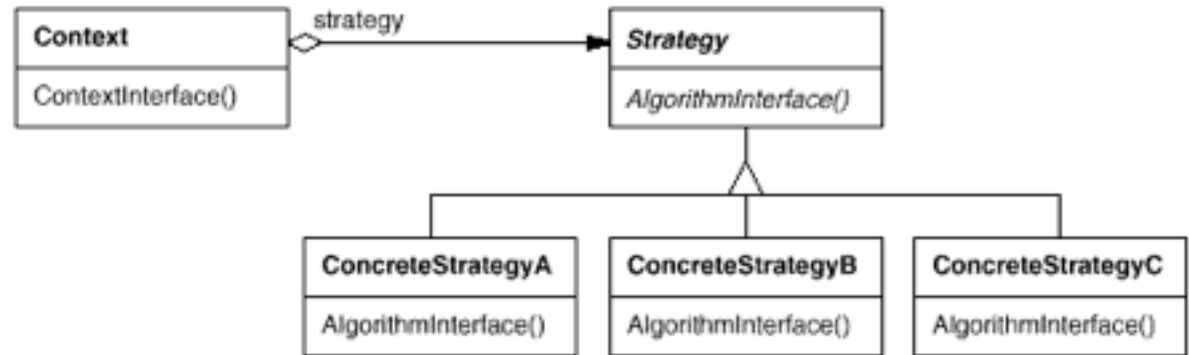 strategy
Context
ContextInterface()
Strategy
AlgorithmInterface()
ConcreteStrategyA
AlgorithmInterface()
ConcreteStrategyB
AlgorithmInterface()
ConcreteStrategyC
AlgorithmInterface()